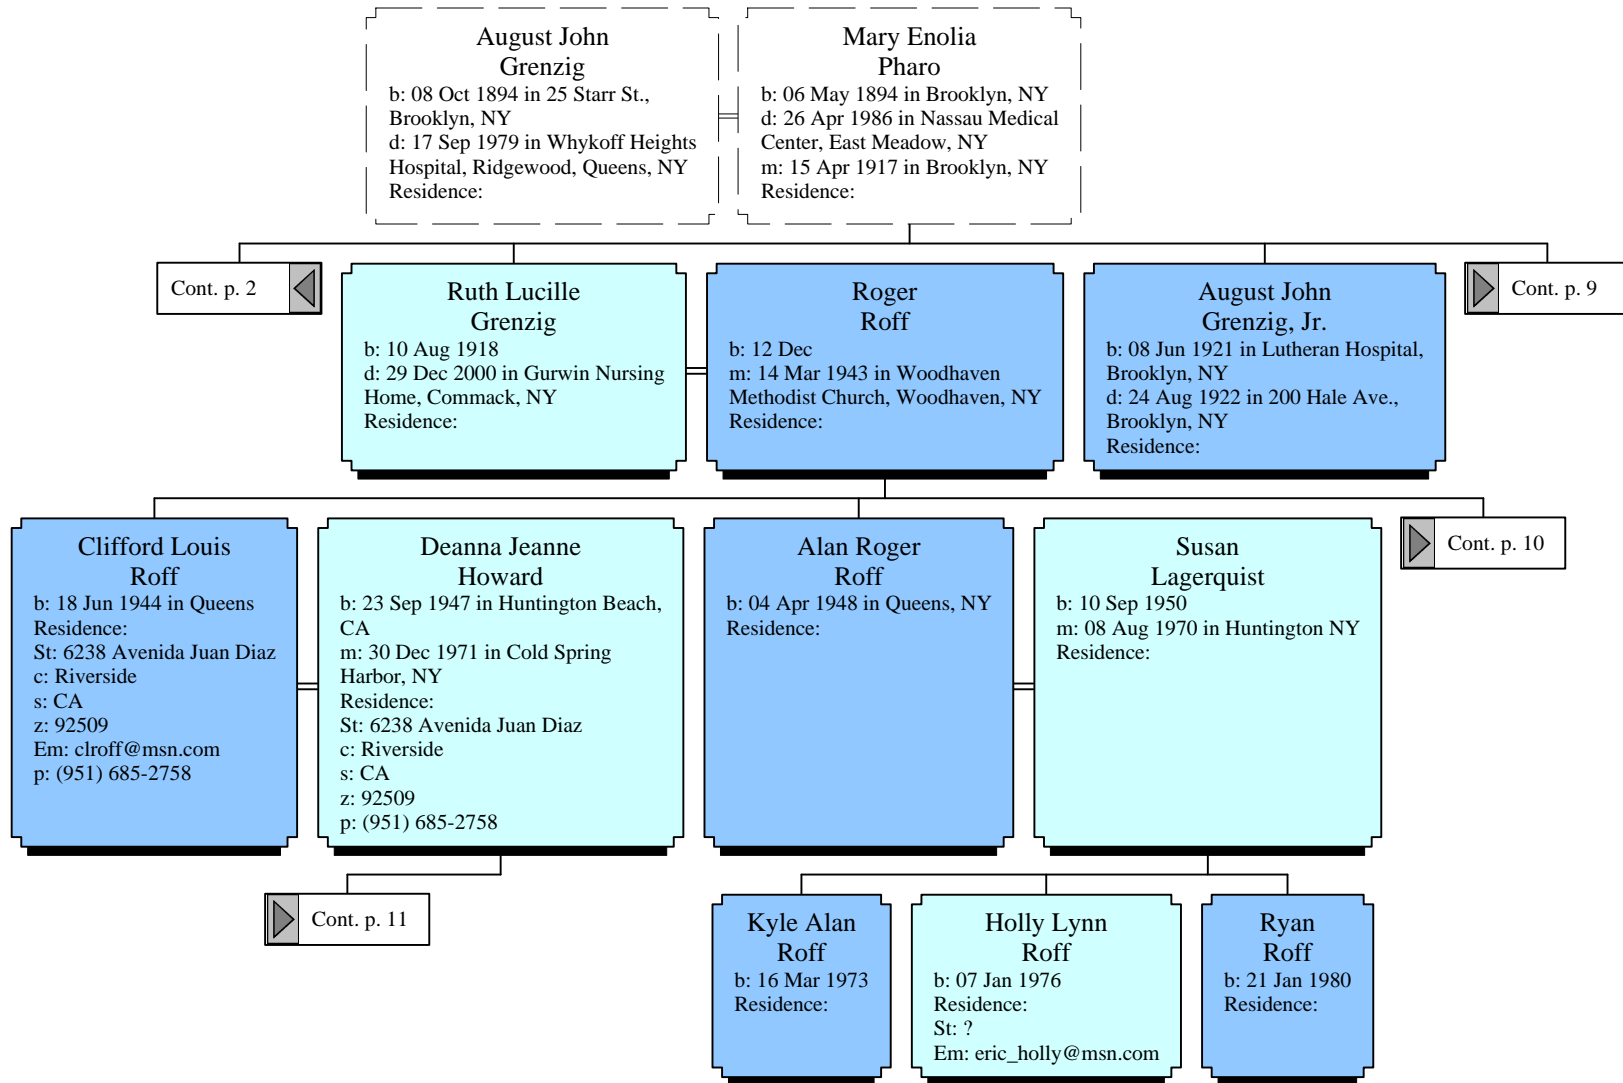 August John
Grenzig
b: 08 Oct 1894 in 25 Starr St.,
Brooklyn, NY
d: 17 Sep 1979 in Whykoff Heights
Hospital, Ridgewood, Queens, NY
Residence:
Mary Enolia
Pharo
b: 06 May 1894 in Brooklyn, NY
d: 26 Apr 1986 in Nassau Medical
Center, East Meadow, NY
m: 15 Apr 1917 in Brooklyn, NY
Residence:
Cont. p. 2
Ruth Lucille
Grenzig
b: 10 Aug 1918
d: 29 Dec 2000 in Gurwin Nursing
Home, Commack, NY
Residence:
Roger
Roff
b: 12 Dec
m: 14 Mar 1943 in Woodhaven
Methodist Church, Woodhaven, NY
Residence:
August John
Grenzig, Jr.
b: 08 Jun 1921 in Lutheran Hospital,
Brooklyn, NY
d: 24 Aug 1922 in 200 Hale Ave.,
Brooklyn, NY
Residence:
Cont. p. 9
Clifford Louis
Roff
b: 18 Jun 1944 in Queens
Residence:
St: 6238 Avenida Juan Diaz
c: Riverside
s: CA
z: 92509
Em: clroff@msn.com
p: (951) 685-2758
Deanna Jeanne
Howard
b: 23 Sep 1947 in Huntington Beach,
CA
m: 30 Dec 1971 in Cold Spring
Harbor, NY
Residence:
St: 6238 Avenida Juan Diaz
c: Riverside
s: CA
z: 92509
p: (951) 685-2758
Alan Roger
Roff
b: 04 Apr 1948 in Queens, NY
Residence:
Susan
Lagerquist
b: 10 Sep 1950
m: 08 Aug 1970 in Huntington NY
Residence:
Cont. p. 10
Cont. p. 11
Kyle Alan
Roff
b: 16 Mar 1973
Residence:
Holly Lynn
Roff
b: 07 Jan 1976
Residence:
St: ?
Em: eric_holly@msn.com
Ryan
Roff
b: 21 Jan 1980
Residence: